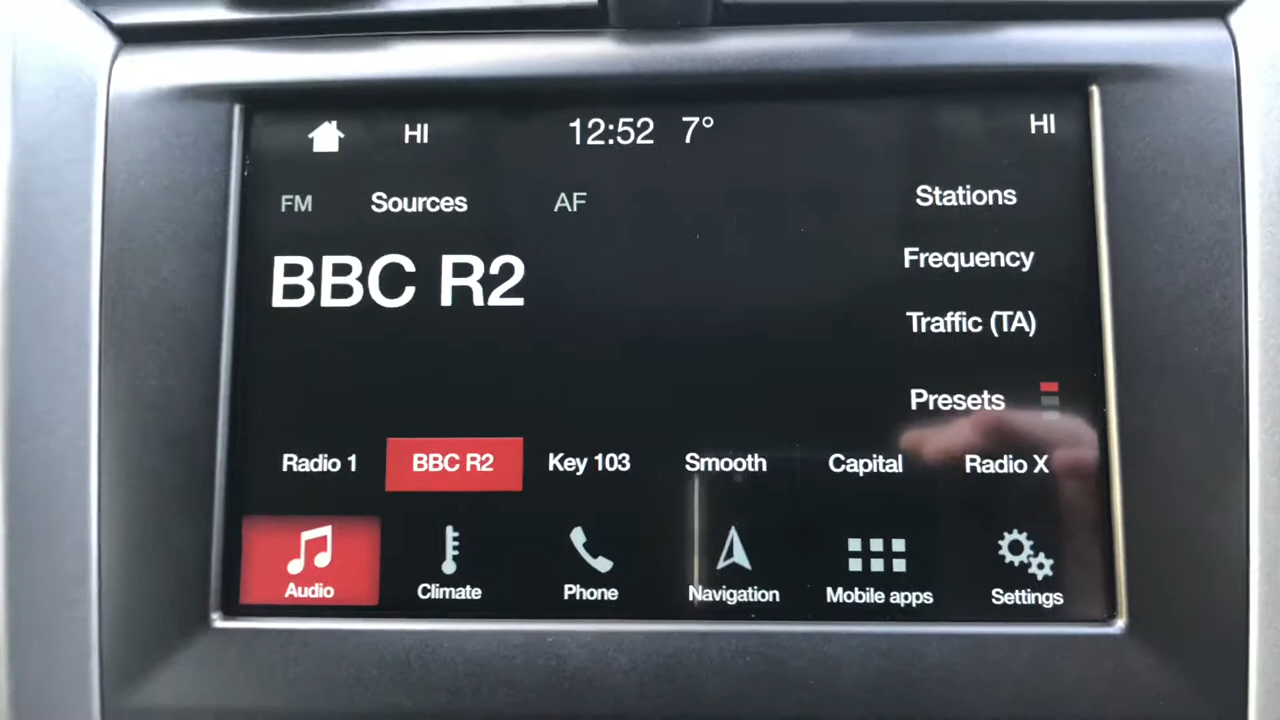 HI 12:52 7° HI
FM Sources AF Stations
BBC R2
Frequency
Traffic (TA)
Presets
Radio 1 BBC R2 Key 103 Smooth Capital Radio X
Audio Climate Phone Navigation Mobile apps Settings